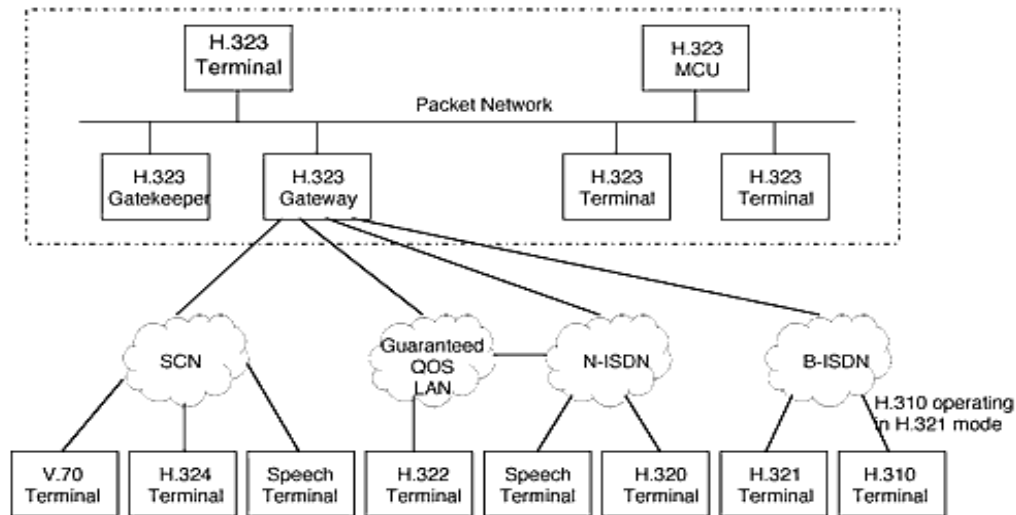 H.323
Terminal
H.323
MCU
Packet Network
H.323
Gatekeeper
H.323
Gateway
H.323
Terminal
H.323
Terminal
SCN
Guaranteed
QOS
LAN
N-ISDN
B-ISDN
H.310 operating
in H.321 mode
V.70
Terminal
H.324
Terminal
Speech
Terminal
H.322
Terminal
Speech
Terminal
H.320
Terminal
H.321
Terminal
H.310
Terminal